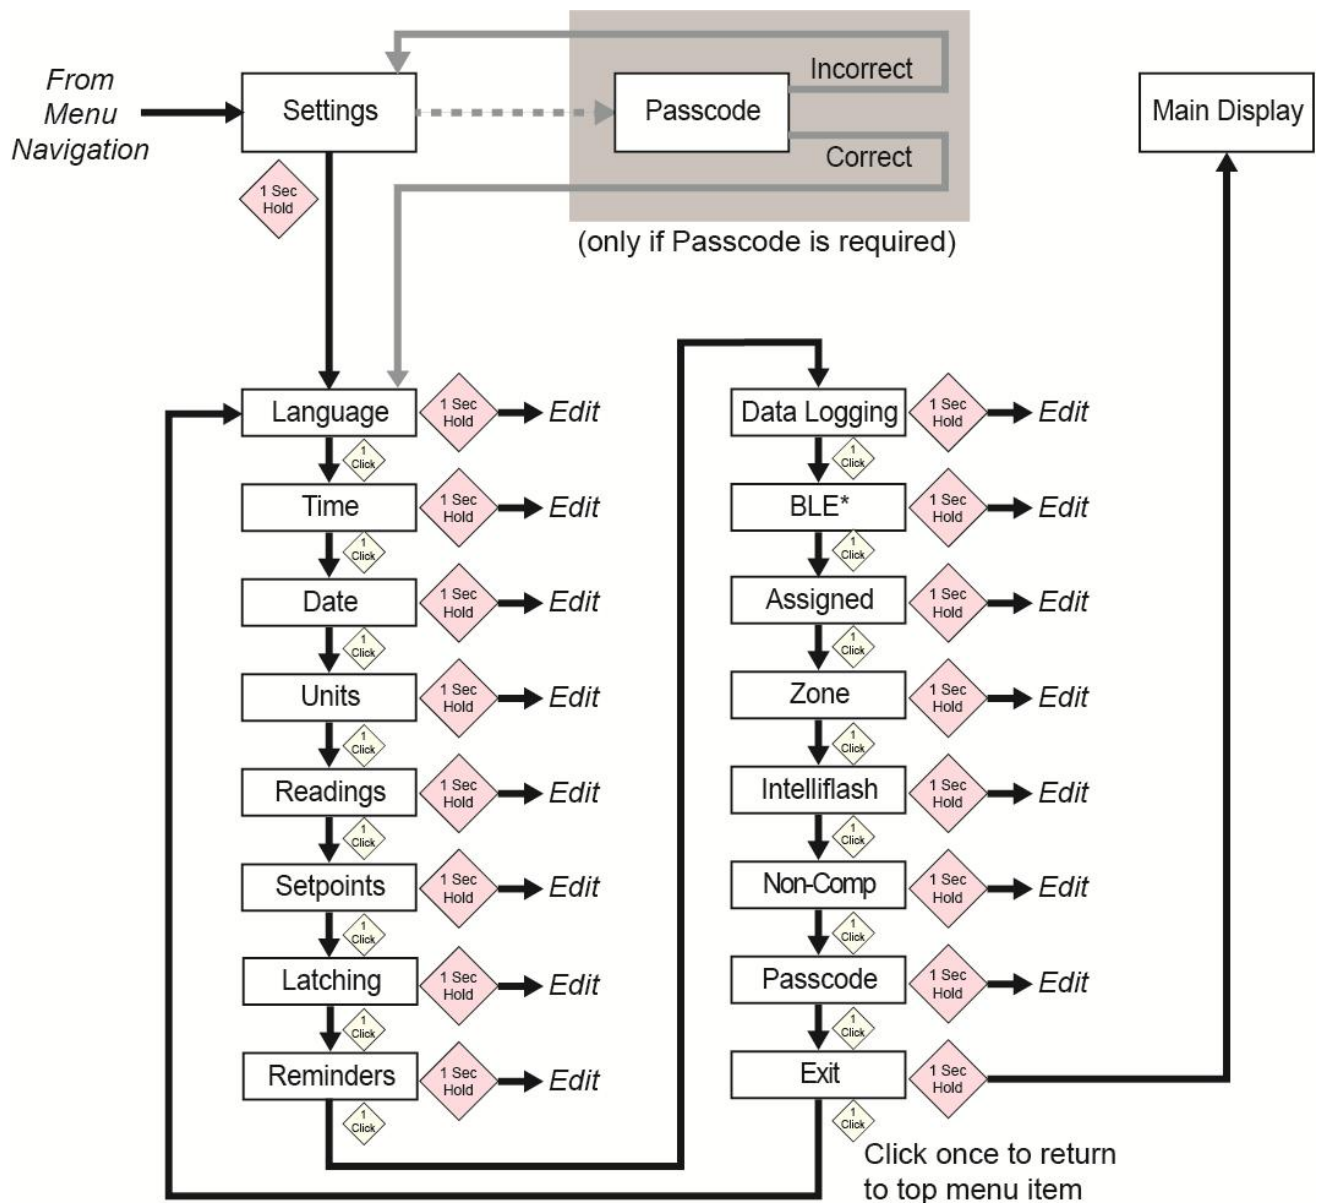 From
Menu
Navigation
Settings
1 Sec
Hold
Passcode
Incorrect
Correct
(only if Passcode is required)
Main Display
Language
1 Sec
Hold
Edit
1
Click
Time
1 Sec
Hold
Edit
1
Click
Date
1 Sec
Hold
Edit
1
Click
Units
1 Sec
Hold
Edit
1
Click
Readings
1 Sec
Hold
Edit
1
Click
Setpoints
1 Sec
Hold
Edit
1
Click
Latching
1 Sec
Hold
Edit
1
Click
Reminders
1 Sec
Hold
Edit
1
Click
Data Logging
1 Sec
Hold
Edit
1
Click
BLE*
1 Sec
Hold
Edit
1
Click
Assigned
1 Sec
Hold
Edit
1
Click
Zone
1 Sec
Hold
Edit
1
Click
Intelliflash
1 Sec
Hold
Edit
1
Click
Non-Comp
1 Sec
Hold
Edit
1
Click
Passcode
1 Sec
Hold
Edit
1
Click
Exit
1 Sec
Hold
1
Click
Click once to return
to top menu item